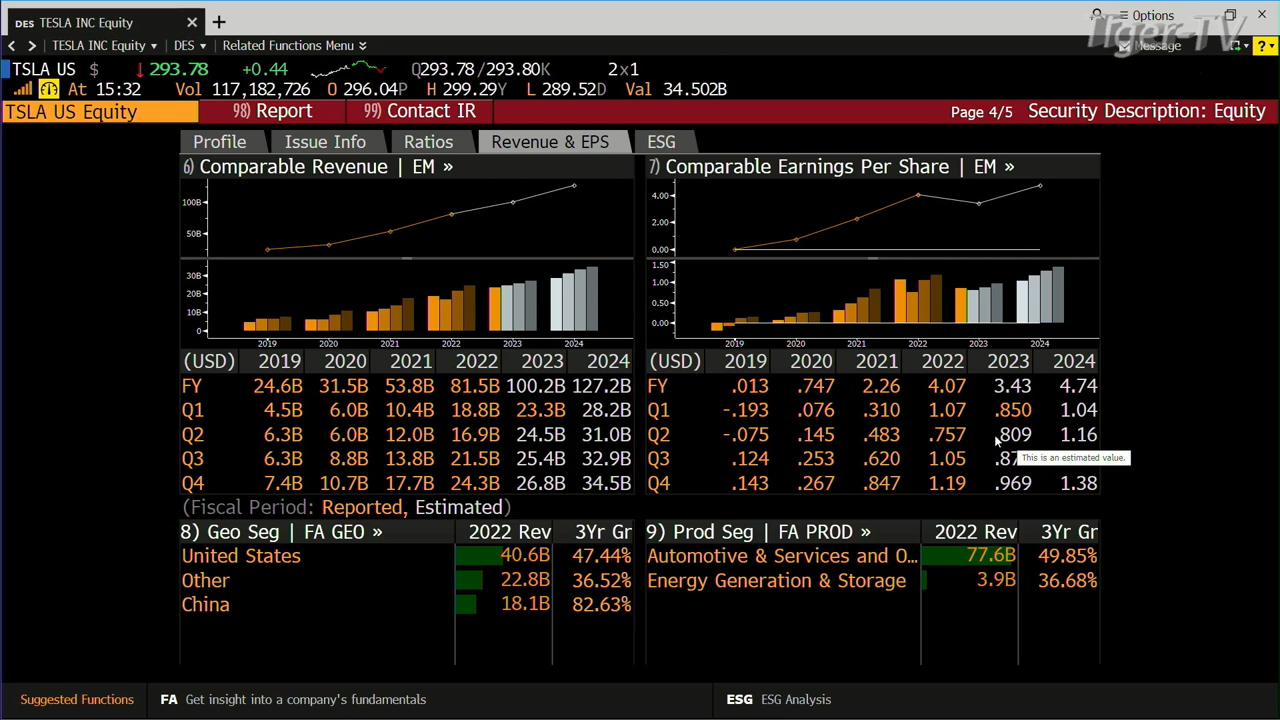 DES TESLA INC Equity
Options
TESLA INC Equity DES Related Functions Menu
Message
Tiger-TV
TSLA US $ 293.78 +0.44 Q293.78/293.80K 2x1
At 15:32 Vol 117,182,726 O 296.04P H 299.29Y L 289.52D Val 34.502B
TSLA US Equity 98) Report 99) Contact IR Page 4/5 Security Description: Equity
Profile Issue Info Ratios Revenue & EPS ESG
6) Comparable Revenue | EM » 7) Comparable Earnings Per Share | EM »
100B
50B
4.00
2.00
0.00
30B
20B
10B
0
1.50
1.00
0.50
0.00
2019 2020 2021 2022 2023 2024 2019 2020 2021 2022 2023 2024
(USD) 2019 2020 2021 2022 2023 2024 (USD) 2019 2020 2021 2022 2023 2024
FY 24.6B 31.5B 53.8B 81.5B 100.2B 127.2B FY .013 .747 2.26 4.07 3.43 4.74
Q1 4.5B 6.0B 10.4B 18.8B 23.3B 28.2B Q1 -.193 .076 .310 1.07 .850 1.04
Q2 6.3B 6.0B 12.0B 16.9B 24.5B 31.0B Q2 -.075 .145 .483 .757 .809 1.16
Q3 6.3B 8.8B 13.8B 21.5B 25.4B 32.9B Q3 .124 .253 .620 1.05
This is an estimated value.
Q4 7.4B 10.7B 17.7B 24.3B 26.8B 34.5B Q4 .143 .267 .847 1.19 .969 1.38
(Fiscal Period: Reported, Estimated)
8) Geo Seg | FA GEO » 2022 Rev 3Yr Gr 9) Prod Seg | FA PROD » 2022 Rev 3Yr Gr
United States 40.6B 47.44% Automotive & Services and O... 77.6B 49.85%
Other 22.8B 36.52% Energy Generation & Storage 3.9B 36.68%
China 18.1B 82.63%
Suggested Functions FA Get insight into a company's fundamentals ESG ESG Analysis